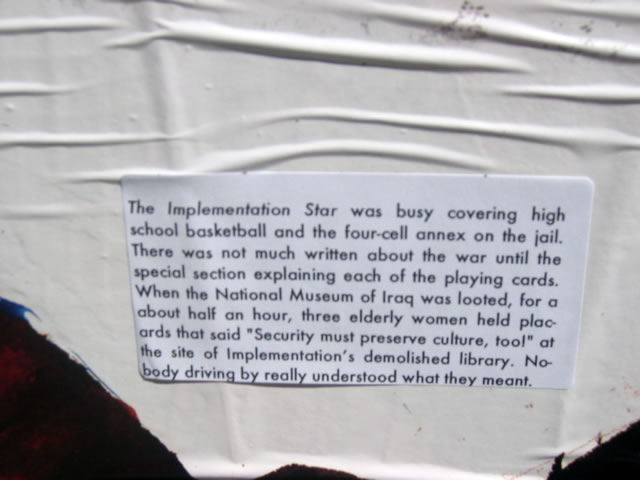 The Implementation Star was busy covering high
school basketball and the four-cell annex on the jail.
There was not much written about the war until the
special section explaining each of the playing cards.
When the National Museum of Iraq was looted, for a
about half an hour, three elderly women held plac-
ards that said "Security must preserve culture, too!" at
the site of Implementation's demolished library. No-
body driving by really understood what they meant.